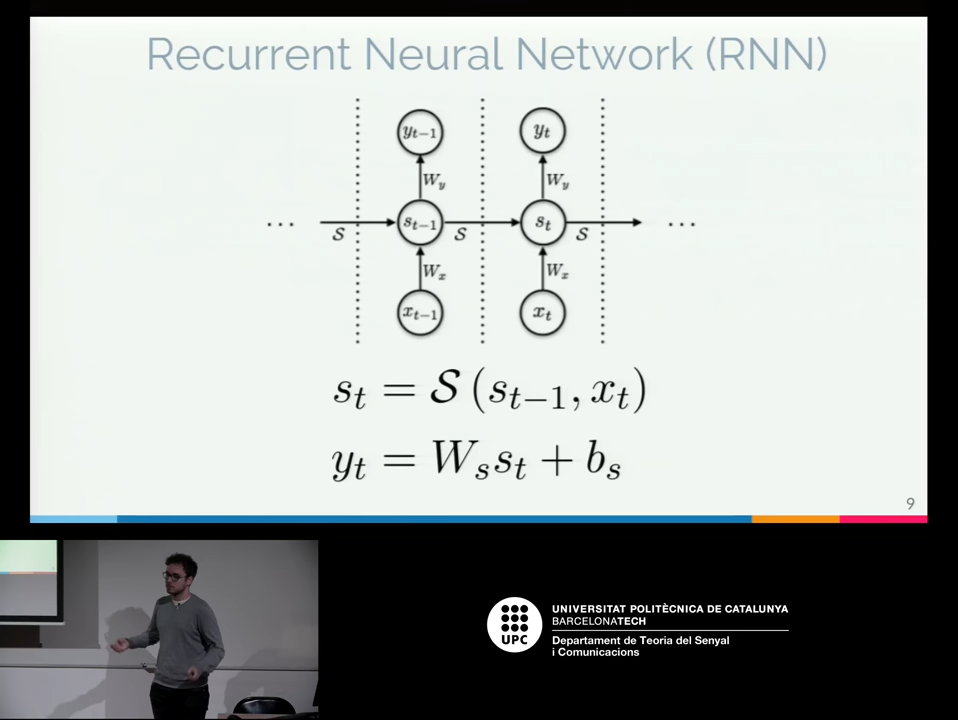 Recurrent Neural Network (RNN)
y_{t-1} y_t
W_y W_y
... s_{t-1} s_t ...
S S S
W_x W_x
x_{t-1} x_t
s_t = S (s_{t-1}, x_t)
y_t = W_s s_t + b_s
9
UPC
UNIVERSITAT POLITÈCNICA DE CATALUNYA
BARCELONATECH
Departament de Teoria del Senyal
i Comunicacions